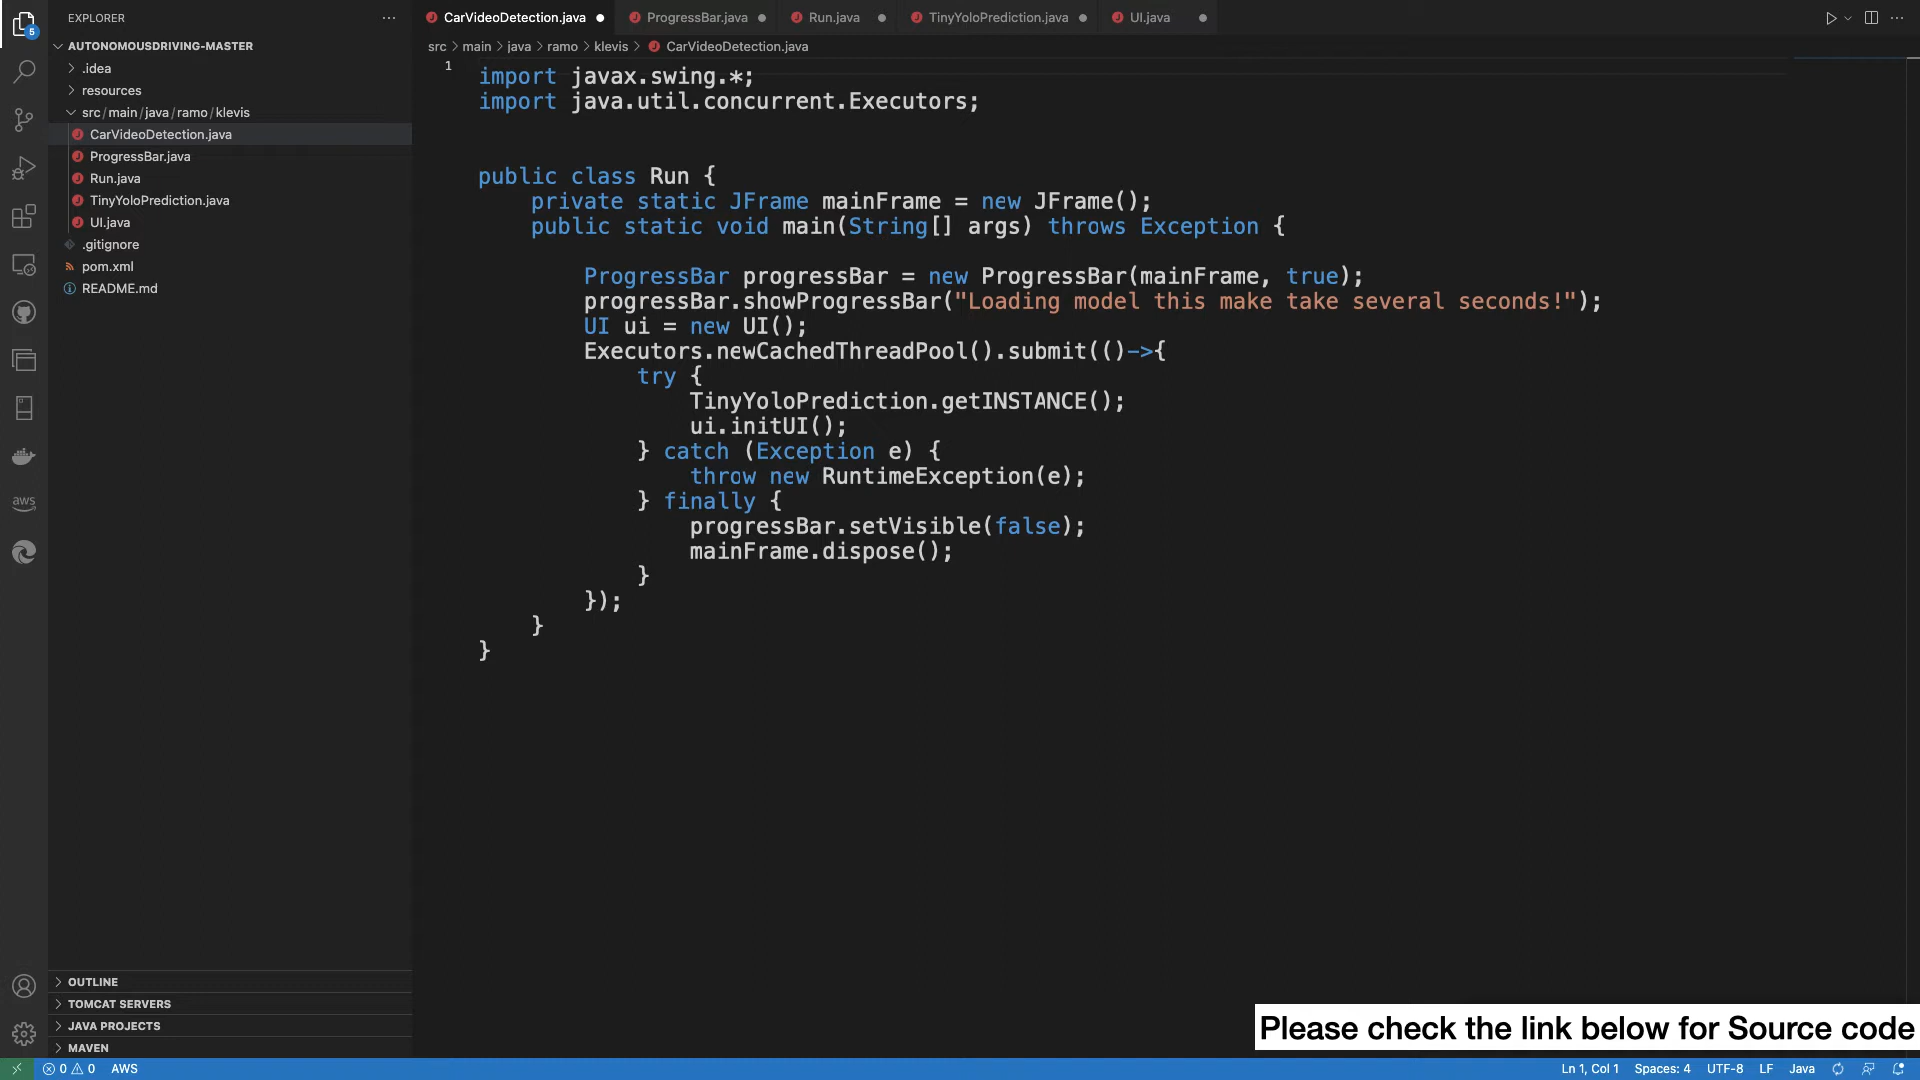 EXPLORER
AUTONOMOUSDRIVING-MASTER
.idea
resources
src/main/java/ramo/klevis
CarVideoDetection.java
ProgressBar.java
Run.java
TinyYoloPrediction.java
UI.java
.gitignore
pom.xml
README.md
OUTLINE
TOMCAT SERVERS
JAVA PROJECTS
MAVEN
5
aws
CarVideoDetection.java ProgressBar.java Run.java TinyYoloPrediction.java UI.java
src > main > java > ramo > klevis > CarVideoDetection.java
1
import javax.swing.*;
import java.util.concurrent.Executors;
public class Run {
private static JFrame mainFrame = new JFrame();
public static void main(String[] args) throws Exception {
ProgressBar progressBar = new ProgressBar(mainFrame, true);
progressBar.showProgressBar("Loading model this make take several seconds!");
UI ui = new UI();
Executors.newCachedThreadPool().submit(()->{
try {
TinyYoloPrediction.getINSTANCE();
ui.initUI();
} catch (Exception e) {
throw new RuntimeException(e);
} finally {
progressBar.setVisible(false);
mainFrame.dispose();
}
});
}
}
Please check the link below for Source code
0 0 AWS
Ln 1, Col 1 Spaces: 4 UTF-8 LF Java